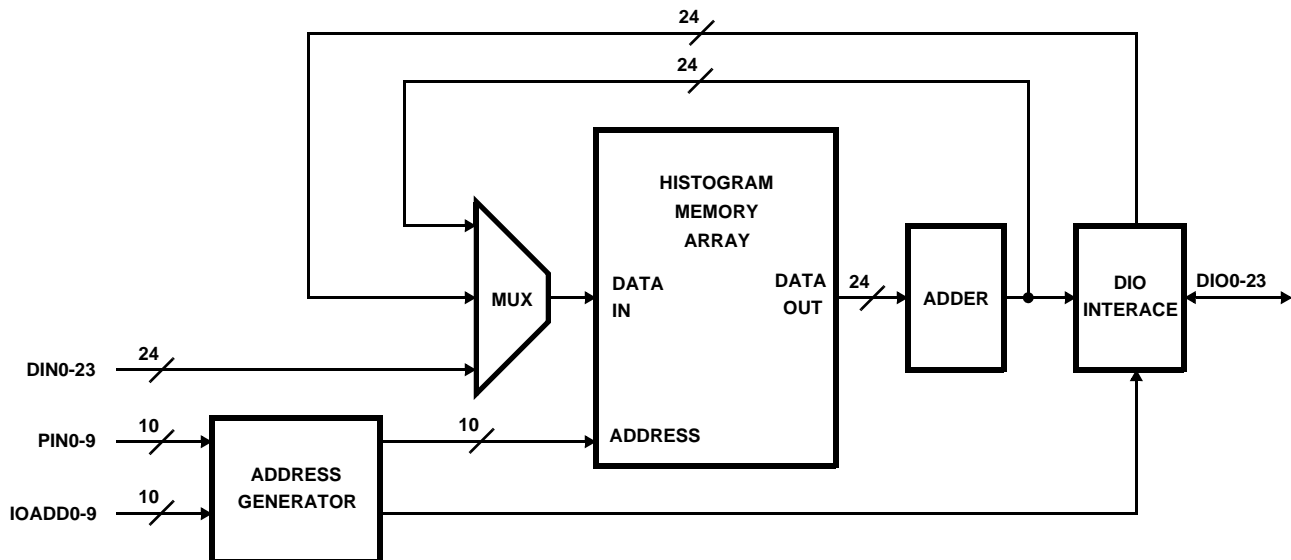 24
24
HISTOGRAM
MEMORY
ARRAY
MUX
DATA
IN
DATA
OUT
24
ADDER
DIO
INTERACE
DIO0-23
DIN0-23
24
PIN0-9
10
10
ADDRESS
ADDRESS
GENERATOR
IOADD0-9
10